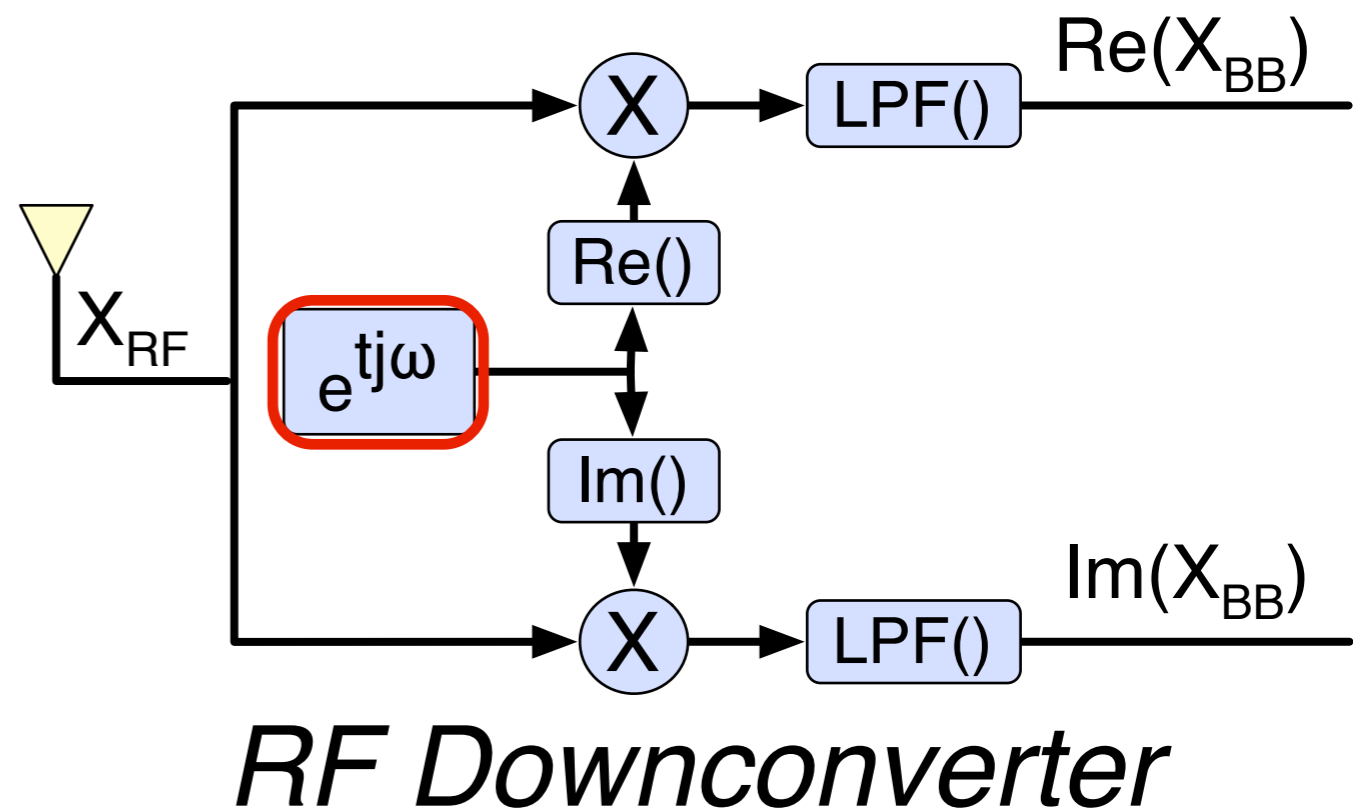 Re(X_BB)
X
LPF()
Re()
X_RF
e^tjω
Im()
Im(X_BB)
X
LPF()
RF Downconverter